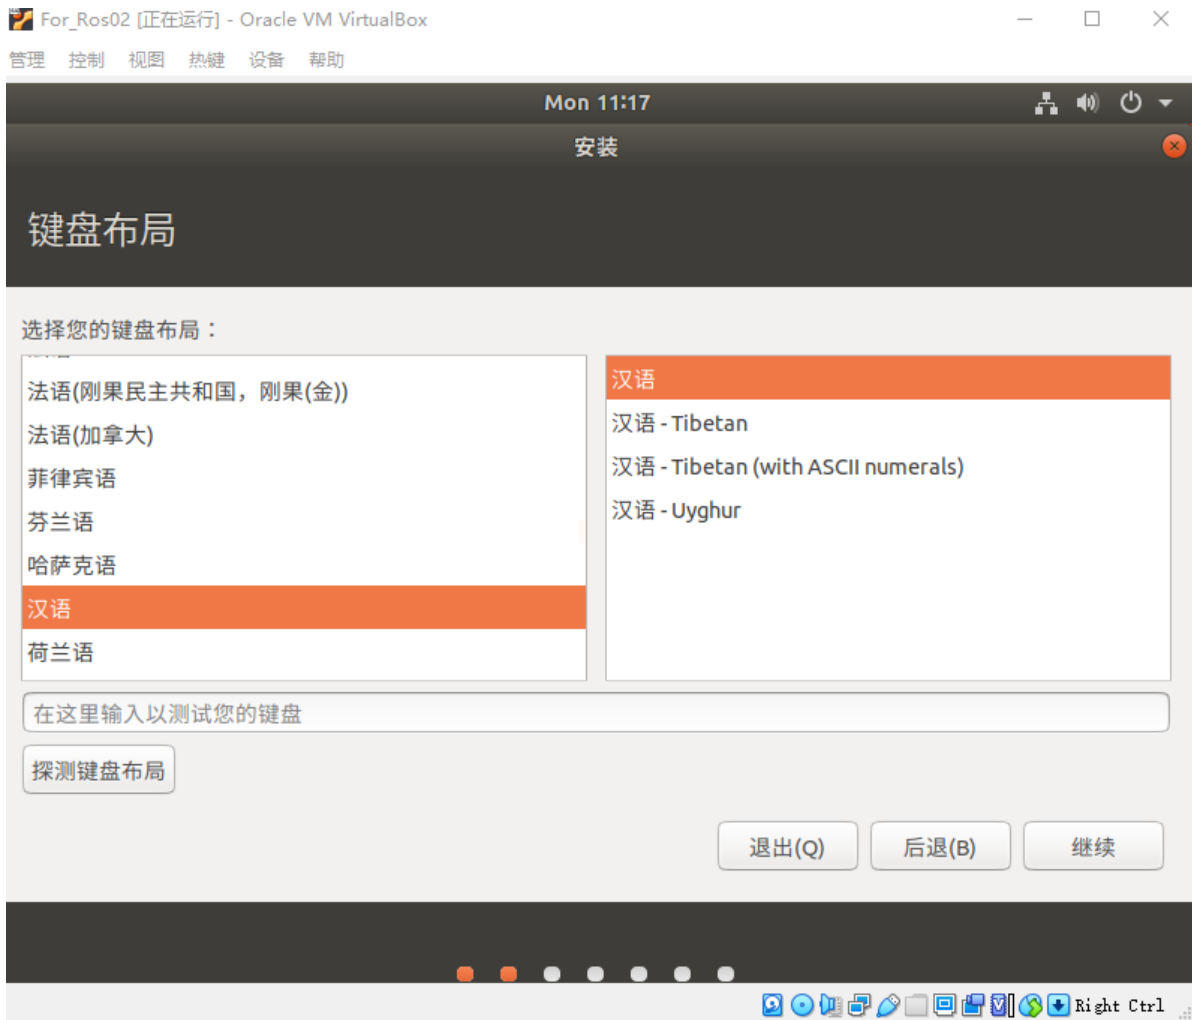 For_Ros02 [正在运行] - Oracle VM VirtualBox
管理 控制 视图 热键 设备 帮助
Mon 11:17
安装
键盘布局
选择您的键盘布局：
法语(刚果民主共和国，刚果(金))
法语(加拿大)
菲律宾语
芬兰语
哈萨克语
汉语
荷兰语
汉语
汉语 - Tibetan
汉语 - Tibetan (with ASCII numerals)
汉语 - Uyghur
在这里输入以测试您的键盘
探测键盘布局
退出(Q) 后退(B) 继续
Right Ctrl